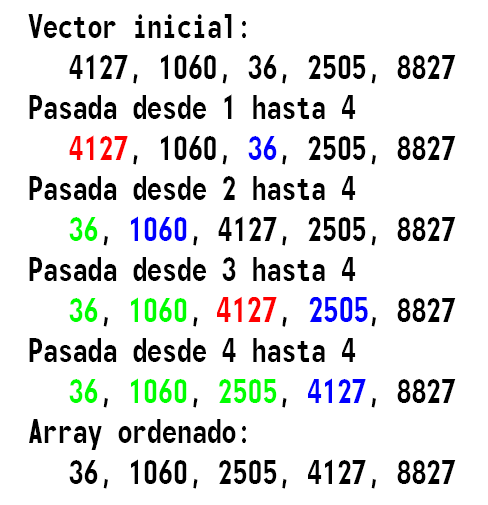 Vector inicial:
4127, 1060, 36, 2505, 8827
Pasada desde 1 hasta 4
4127, 1060, 36, 2505, 8827
Pasada desde 2 hasta 4
36, 1060, 4127, 2505, 8827
Pasada desde 3 hasta 4
36, 1060, 4127, 2505, 8827
Pasada desde 4 hasta 4
36, 1060, 2505, 4127, 8827
Array ordenado:
36, 1060, 2505, 4127, 8827